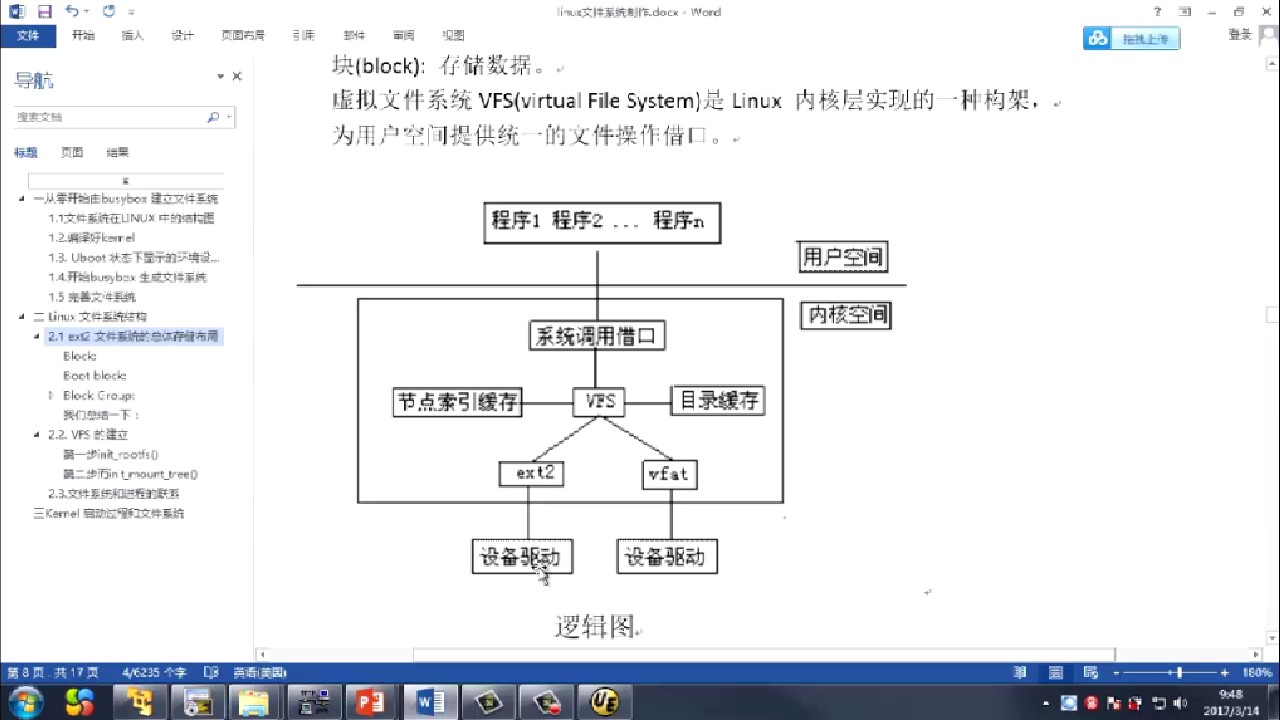 linux文件系统制作.docx - Word
文件 开始 插入 设计 页面布局 引用 邮件 审阅 视图 登录
拖拽上传
导航
搜索文档
标题 页面 结果
一从零开始由busybox 建立文件系统
1.1文件系统在LINUX 中的结构图
1.2.编译好kernel
1.3. Uboot 状态下显示的环境设...
1.4.开始busybox 生成文件系统
1.5 完善文件系统
二 Linux 文件系统结构
2.1 ext2 文件系统的总体存储布局
Block:
Boot block:
Block Group:
我们总结一下：
2.2. VFS 的建立
第一步init_rootfs()
第二步而init_mount_tree()
2.3.文件系统和进程的联系
三Kernel 启动过程和文件系统
块(block): 存储数据。
虚拟文件系统 VFS(virtual File System)是 Linux 内核层实现的一种构架，
为用户空间提供统一的文件操作借口。
程序1 程序2 ... 程序n
用户空间
内核空间
系统调用借口
节点索引缓存 VFS 目录缓存
ext2 vfat
设备驱动 设备驱动
逻辑图
第 8 页，共 17 页 4/6235 个字 英语(美国) 180%
9:48
2017/3/14